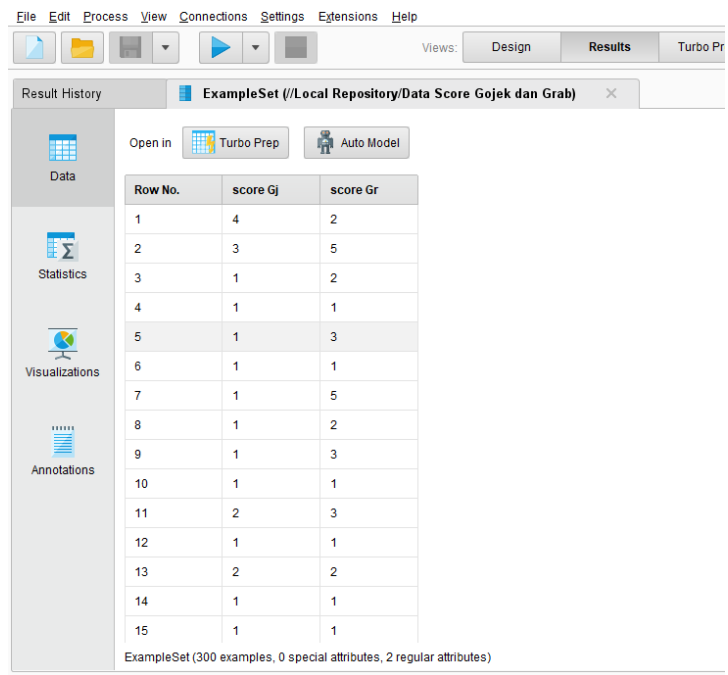 File Edit Process View Connections Settings Extensions Help
Views: Design Results Turbo Pr
Result History ExampleSet (//Local Repository/Data Score Gojek dan Grab)
Open in Turbo Prep Auto Model
Data
Statistics
Visualizations
Annotations
Row No. score Gj score Gr
1 4 2
2 3 5
3 1 2
4 1 1
5 1 3
6 1 1
7 1 5
8 1 2
9 1 3
10 1 1
11 2 3
12 1 1
13 2 2
14 1 1
15 1 1
ExampleSet (300 examples, 0 special attributes, 2 regular attributes)